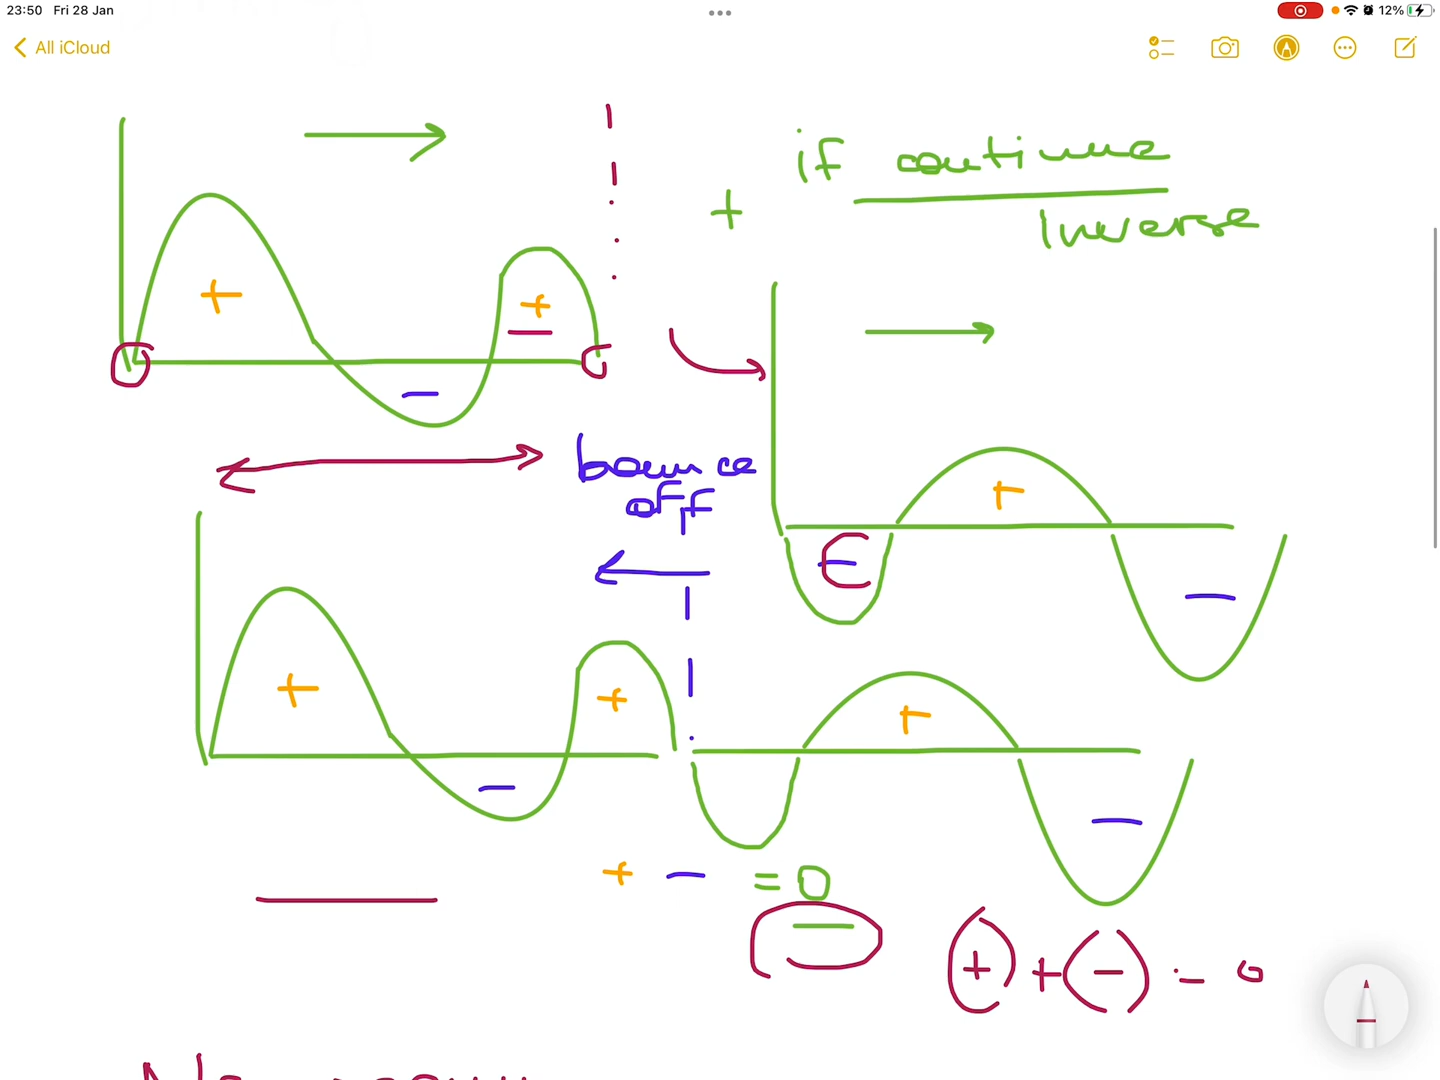 23:50 Fri 28 Jan
12%
All iCloud
if continue
Inverse
+
+
+
−
bounce
off
+
−
−
+
+
+
−
−
+ − = 0
(+) + (−) = 0